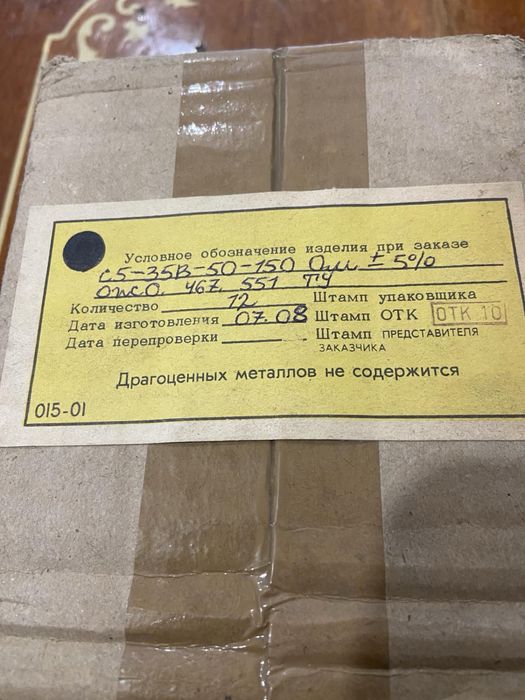 Условное обозначение изделия при заказе
С5-35В-50-150 Ом ± 5%
ОЖО. 467. 551 ТУ
Количество 12 Штамп упаковщика
Дата изготовления 07.08 Штамп ОТК ОТК 10
Дата перепроверки Штамп ПРЕДСТАВИТЕЛЯ
ЗАКАЗЧИКА
Драгоценных металлов не содержится
015-01